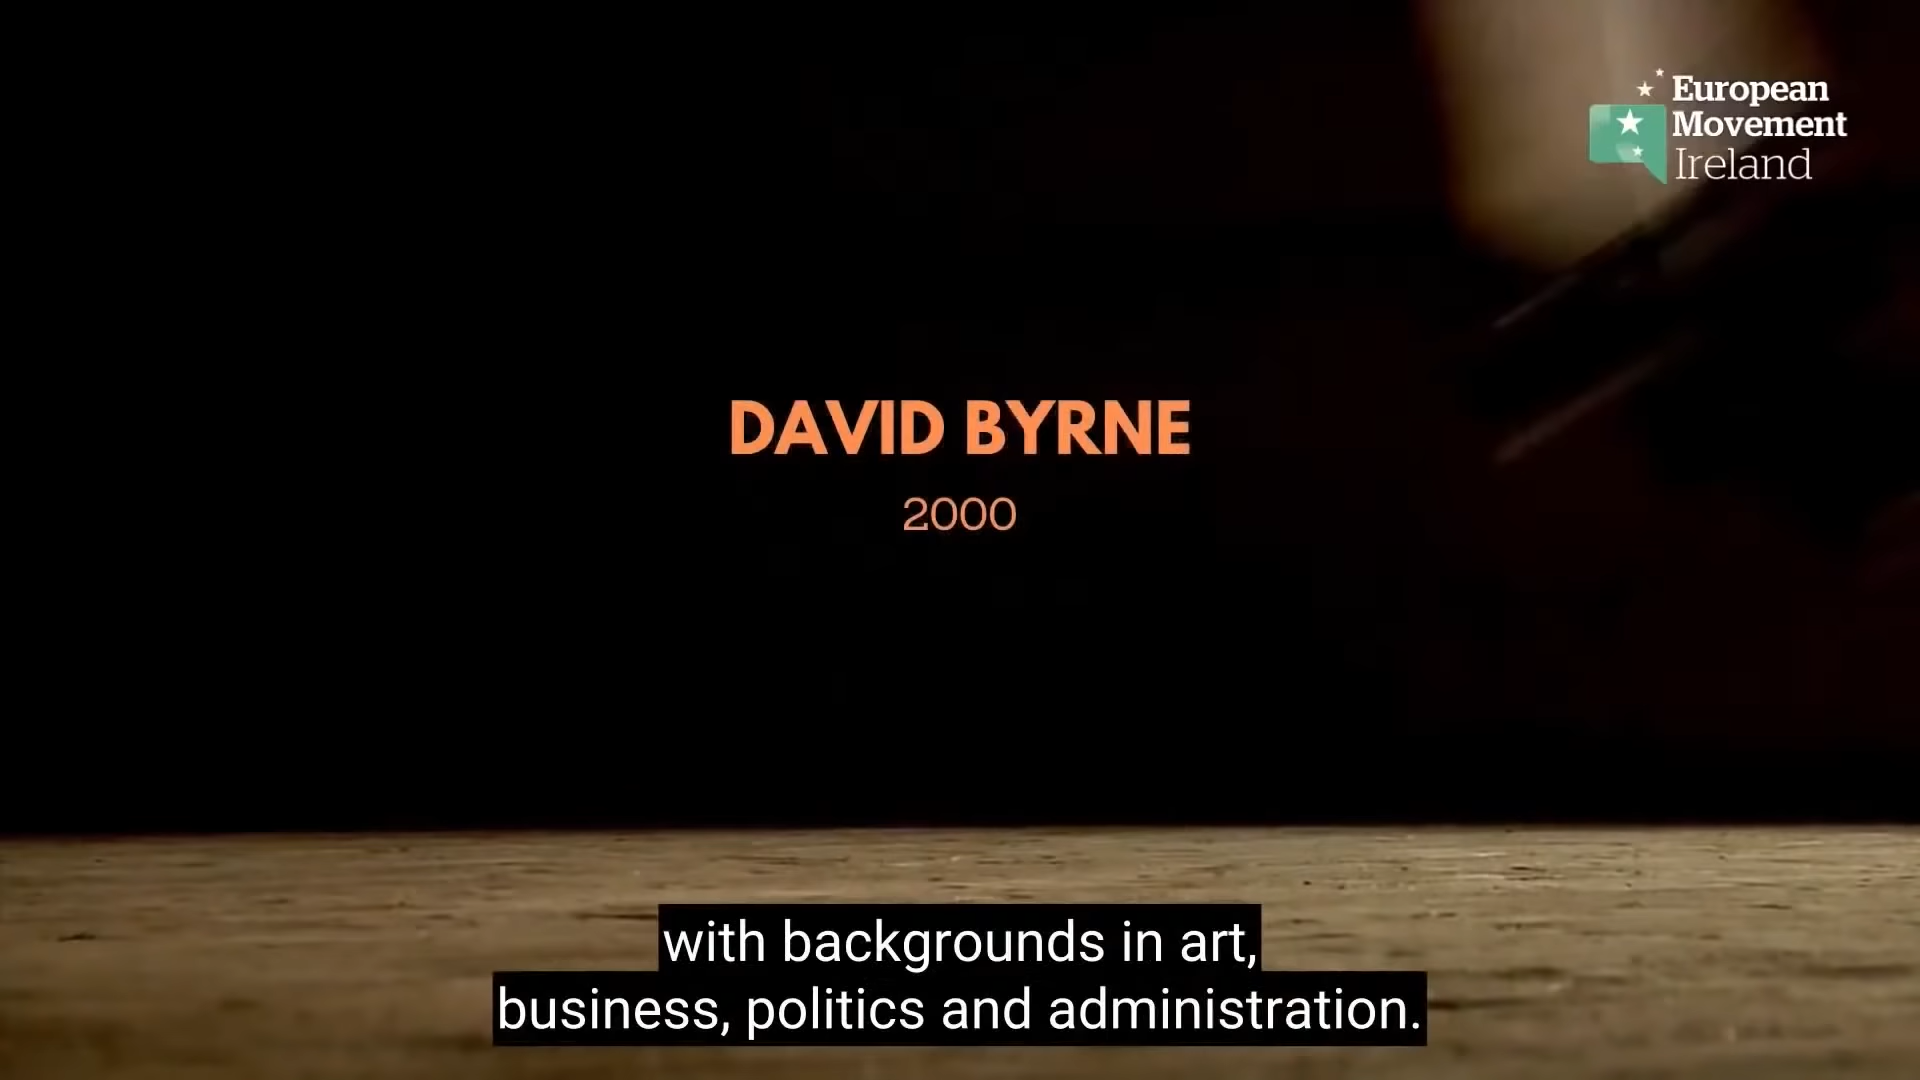 European
Movement
Ireland
DAVID BYRNE
2000
with backgrounds in art,
business, politics and administration.